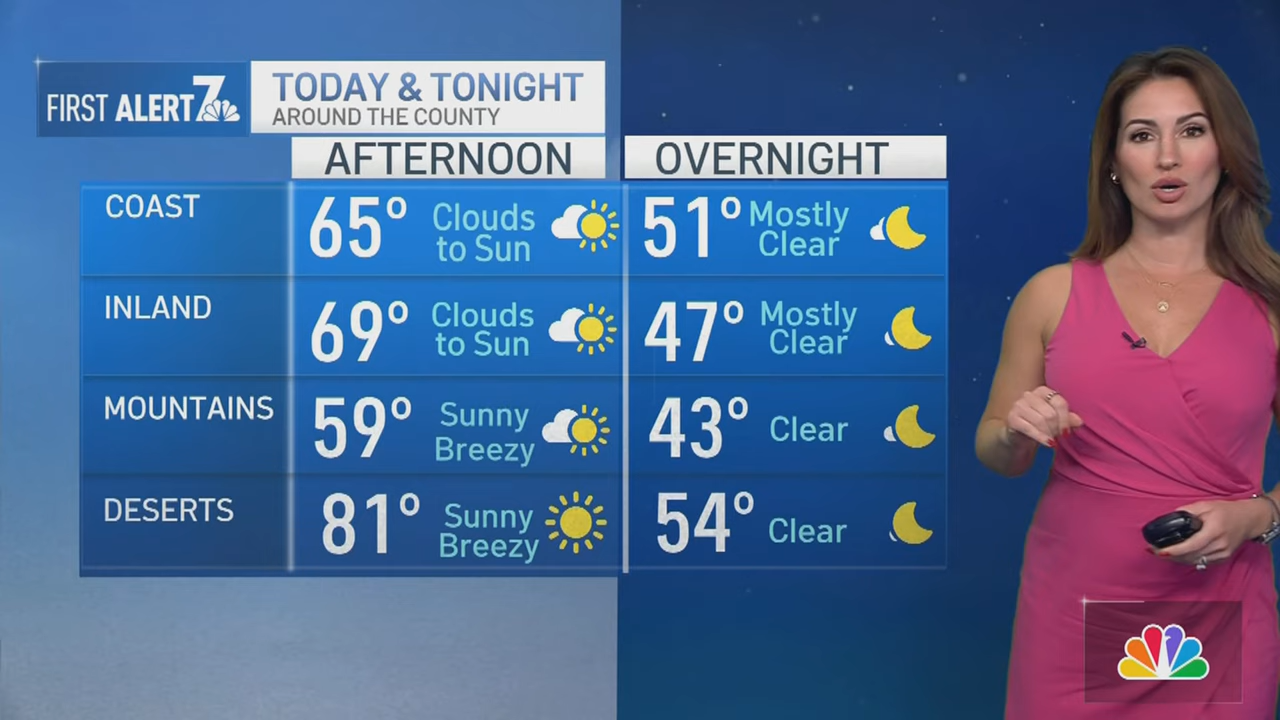 FIRST ALERT 7
TODAY & TONIGHT
AROUND THE COUNTY
AFTERNOON
OVERNIGHT
COAST
65°
Clouds
to Sun
51°
Mostly
Clear
INLAND
69°
Clouds
to Sun
47°
Mostly
Clear
MOUNTAINS
59°
Sunny
Breezy
43°
Clear
DESERTS
81°
Sunny
Breezy
54°
Clear